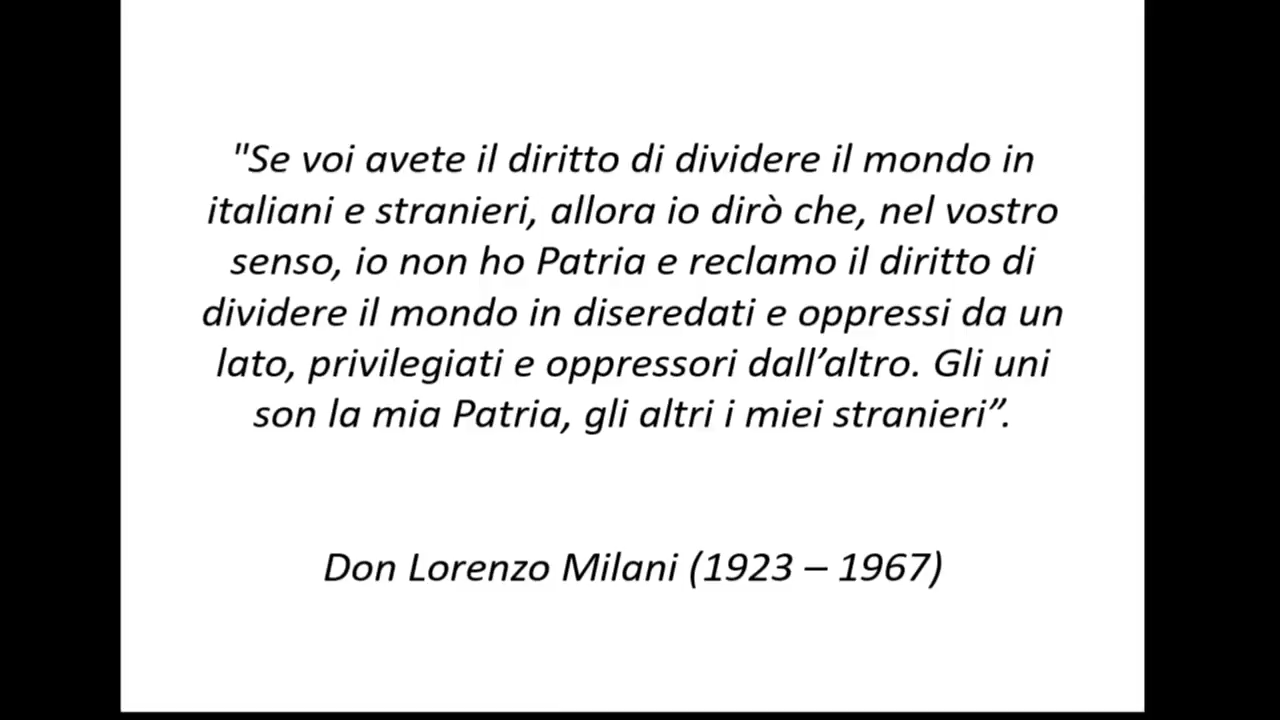 "Se voi avete il diritto di dividere il mondo in
italiani e stranieri, allora io dirò che, nel vostro
senso, io non ho Patria e reclamo il diritto di
dividere il mondo in diseredati e oppressi da un
lato, privilegiati e oppressori dall’altro. Gli uni
son la mia Patria, gli altri i miei stranieri”.
Don Lorenzo Milani (1923 – 1967)